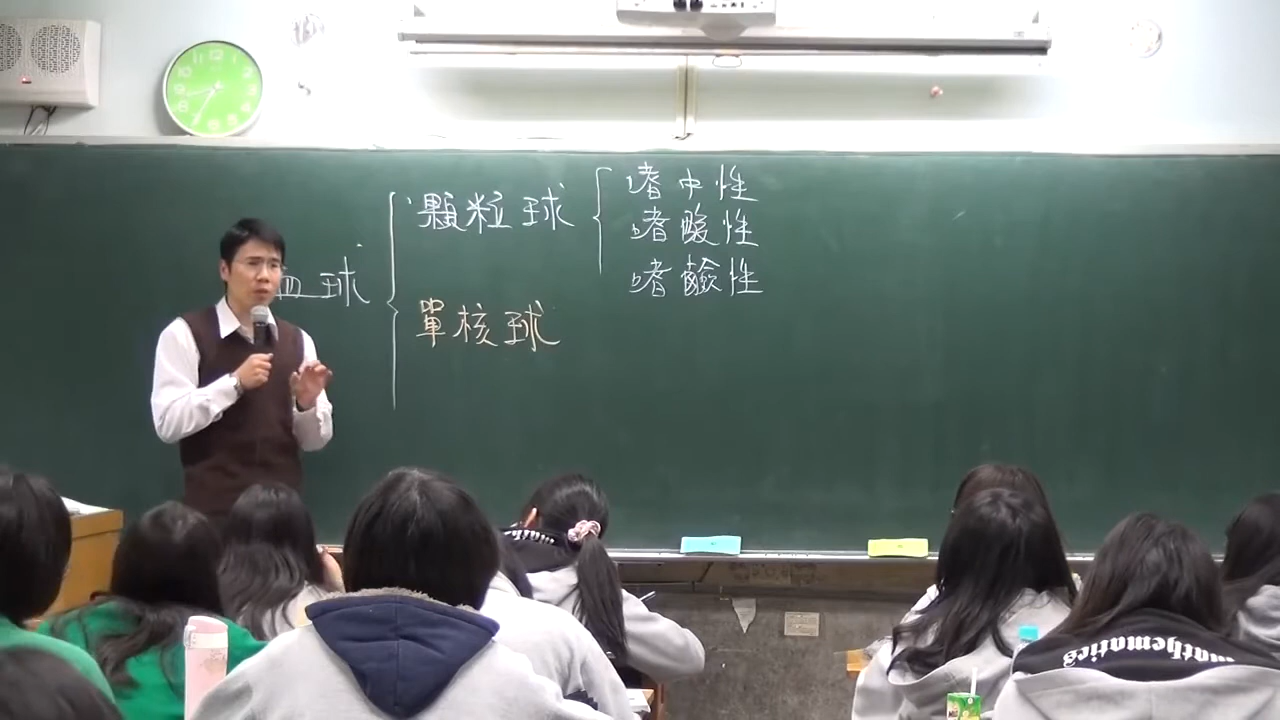 顆粒球
嗜中性
嗜酸性
嗜鹼性
血球
單核球
mathematics